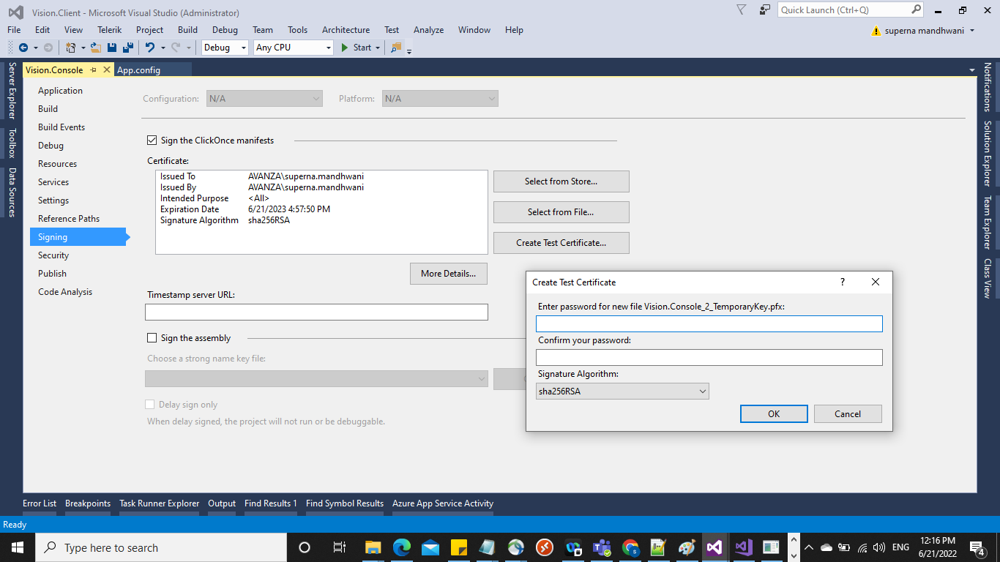 Vision.Client - Microsoft Visual Studio (Administrator)
Quick Launch (Ctrl+Q)
File Edit View Telerik Project Build Debug Team Tools Architecture Test Analyze Window Help
superna mandhwani
Debug Any CPU Start
Vision.Console App.config
Server Explorer
Toolbox
Data Sources
Application
Build
Build Events
Debug
Resources
Services
Settings
Reference Paths
Signing
Security
Publish
Code Analysis
Configuration: N/A Platform: N/A
Sign the ClickOnce manifests
Certificate:
Issued To AVANZA\superna.mandhwani
Issued By AVANZA\superna.mandhwani
Intended Purpose <All>
Expiration Date 6/21/2023 4:57:50 PM
Signature Algorithm sha256RSA
Select from Store...
Select from File...
Create Test Certificate...
More Details...
Timestamp server URL:
Sign the assembly
Choose a strong name key file:
Delay sign only
When delay signed, the project will not run or be debuggable.
Create Test Certificate ?
Enter password for new file Vision.Console_2_TemporaryKey.pfx:
Confirm your password:
Signature Algorithm:
sha256RSA
OK Cancel
Notifications
Solution Explorer
Team Explorer
Class View
Error List Breakpoints Task Runner Explorer Output Find Results 1 Find Symbol Results Azure App Service Activity
Ready
Type here to search
ENG
12:16 PM
6/21/2022
4